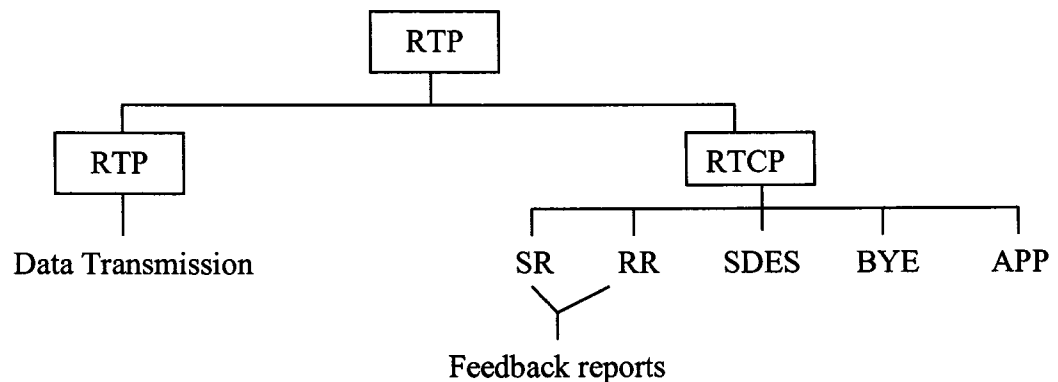 RTP
RTP
RTCP
Data Transmission
SR
RR
SDES
BYE
APP
Feedback reports